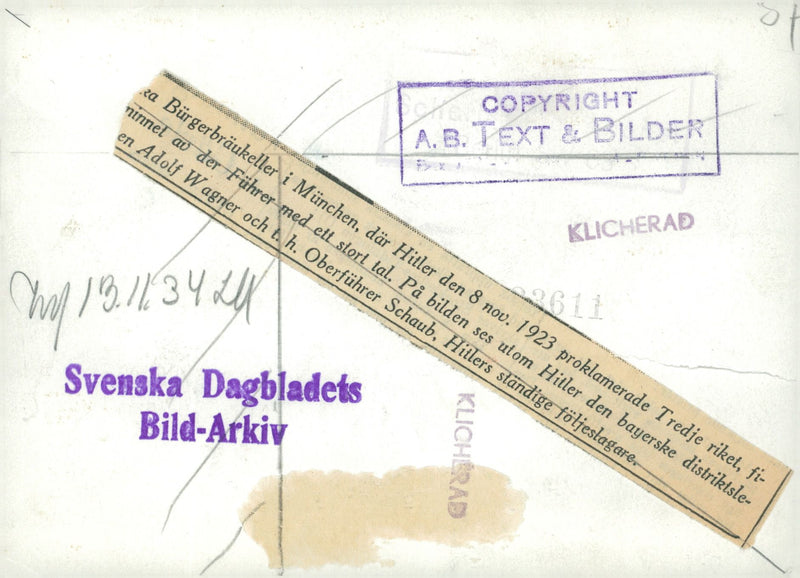 COPYRIGHT
A. B. TEXT & BILDER
KLICHERAD
ka Bürgerbräukeller i München, där Hitler den 8 nov. 1923 proklamerade Tredje riket, fi-
minnet av der Führer med ett stort tal. På bilden ses utom Hitler den bayerske distriktsle-
en Adolf Wagner och t. h. Oberführer Schaub, Hitlers ständige följeslagare.
3611
13.11.34
Svenska Dagbladets
Bild-Arkiv
KLICHERAD